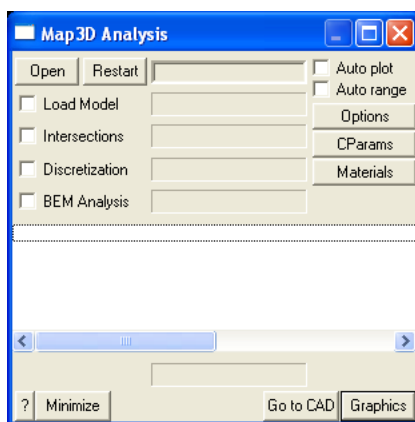 Map3D Analysis
Open Restart Auto plot
Auto range
Load Model
Options
Intersections
CParams
Discretization
Materials
BEM Analysis
? Minimize Go to CAD Graphics